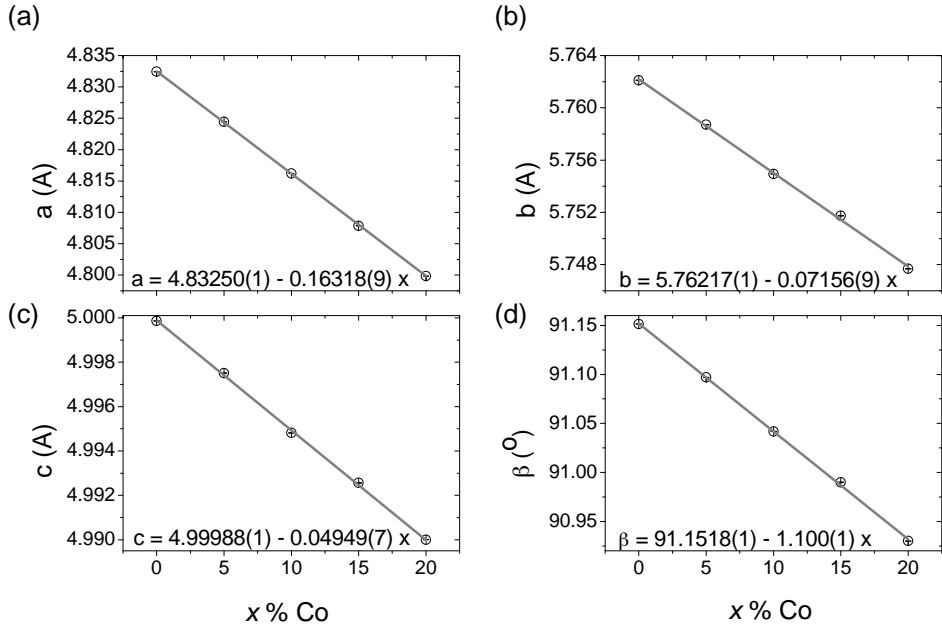 (a)
4.835
4.830
4.825
4.820
4.815
4.810
4.805
4.800
a (A)
a = 4.83250(1) - 0.16318(9) x
(b)
5.764
5.760
5.756
5.752
5.748
b (A)
b = 5.76217(1) - 0.07156(9) x
(c)
5.000
4.998
4.996
4.994
4.992
4.990
c (A)
c = 4.99988(1) - 0.04949(7) x
0 5 10 15 20
x % Co
(d)
91.15
91.10
91.05
91.00
90.95
β (º)
β = 91.1518(1) - 1.100(1) x
0 5 10 15 20
x % Co